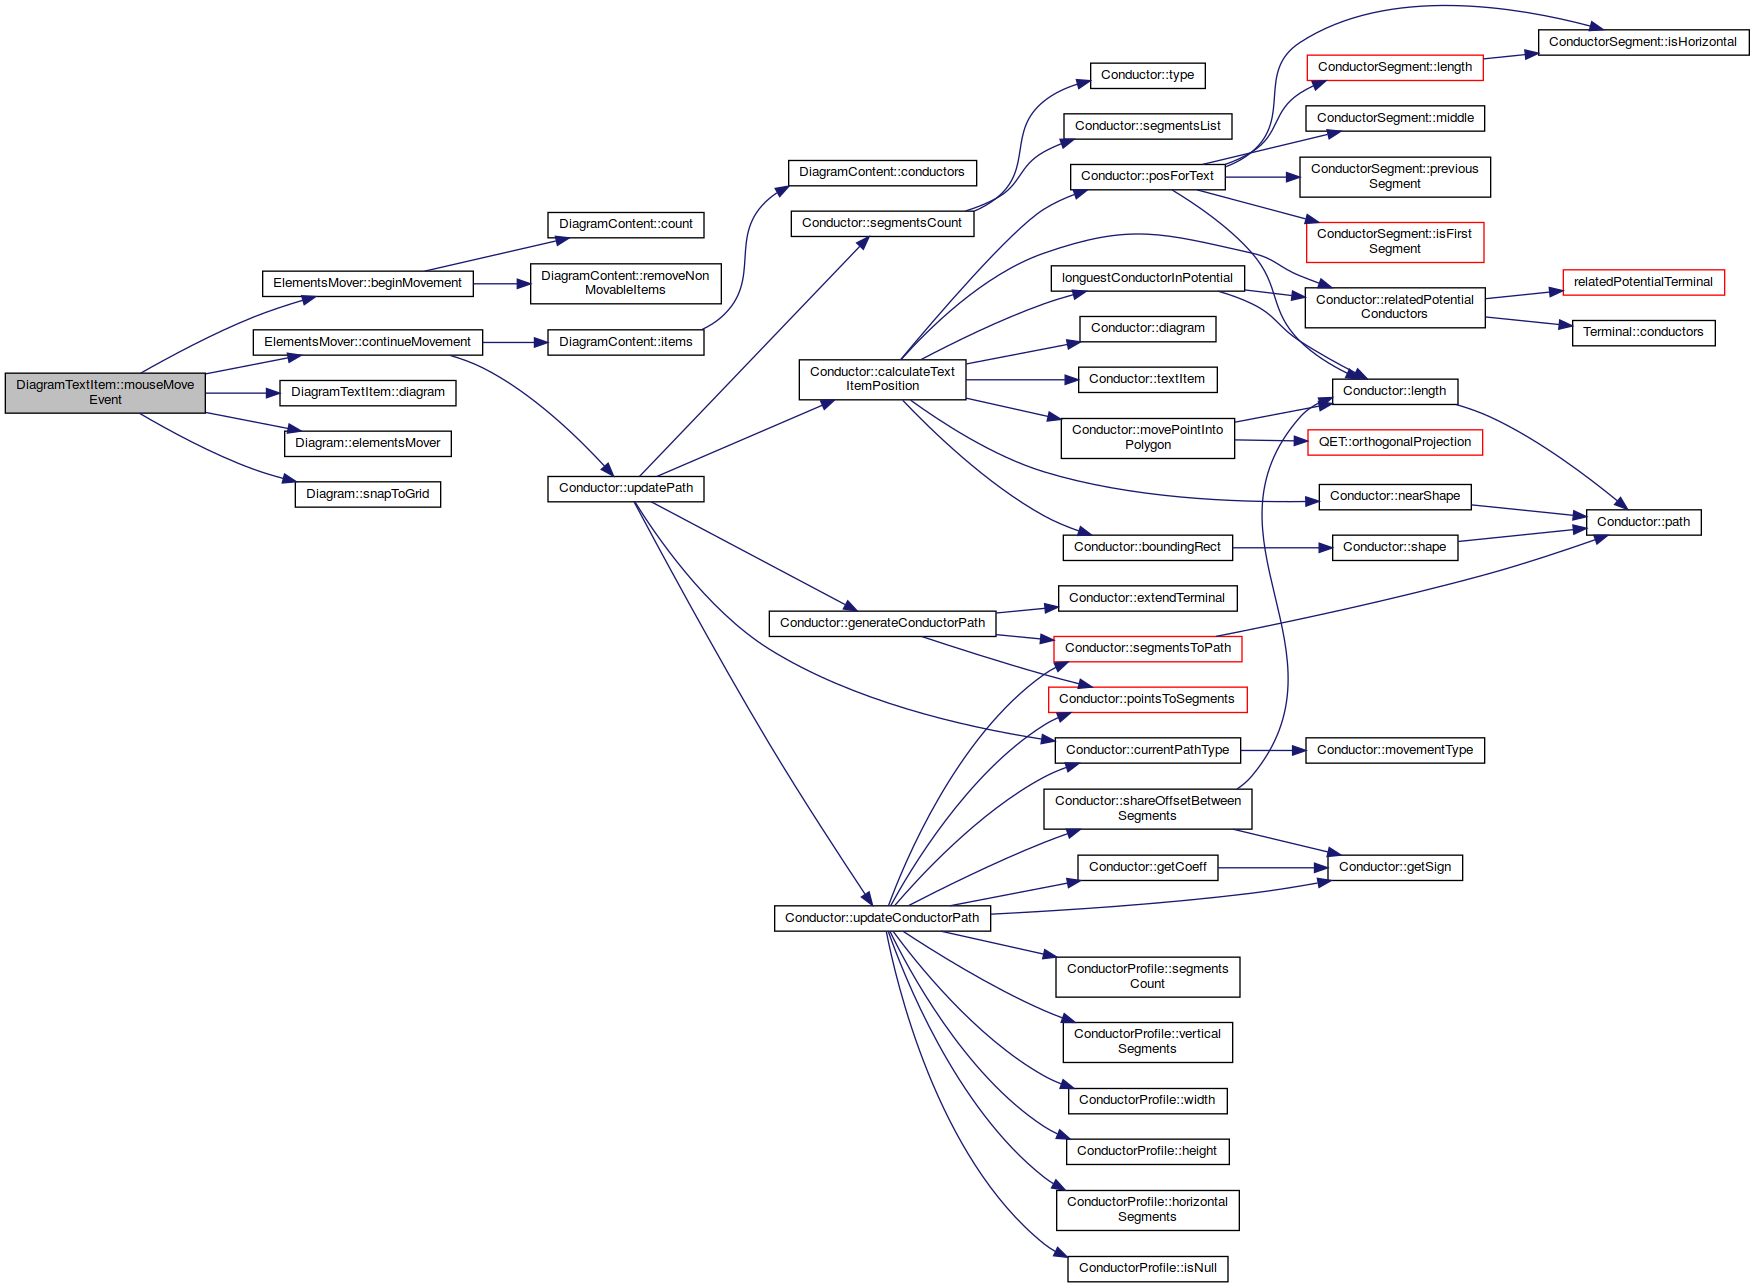 DiagramTextItem::mouseMove
Event
ElementsMover::beginMovement
ElementsMover::continueMovement
DiagramTextItem::diagram
Diagram::elementsMover
Diagram::snapToGrid
DiagramContent::count
DiagramContent::removeNon
MovableItems
DiagramContent::items
Conductor::updatePath
DiagramContent::conductors
Conductor::segmentsCount
Conductor::calculateText
ItemPosition
Conductor::generateConductorPath
Conductor::updateConductorPath
Conductor::type
Conductor::segmentsList
Conductor::posForText
longuestConductorInPotential
Conductor::diagram
Conductor::textItem
Conductor::movePointInto
Polygon
Conductor::boundingRect
Conductor::extendTerminal
Conductor::segmentsToPath
Conductor::pointsToSegments
Conductor::currentPathType
Conductor::shareOffsetBetween
Segments
Conductor::getCoeff
ConductorProfile::segments
Count
ConductorProfile::vertical
Segments
ConductorProfile::width
ConductorProfile::height
ConductorProfile::horizontal
Segments
ConductorProfile::isNull
ConductorSegment::length
ConductorSegment::middle
ConductorSegment::previous
Segment
ConductorSegment::isFirst
Segment
Conductor::relatedPotential
Conductors
Conductor::length
QET::orthogonalProjection
Conductor::nearShape
Conductor::shape
Conductor::movementType
Conductor::getSign
ConductorSegment::isHorizontal
relatedPotentialTerminal
Terminal::conductors
Conductor::path